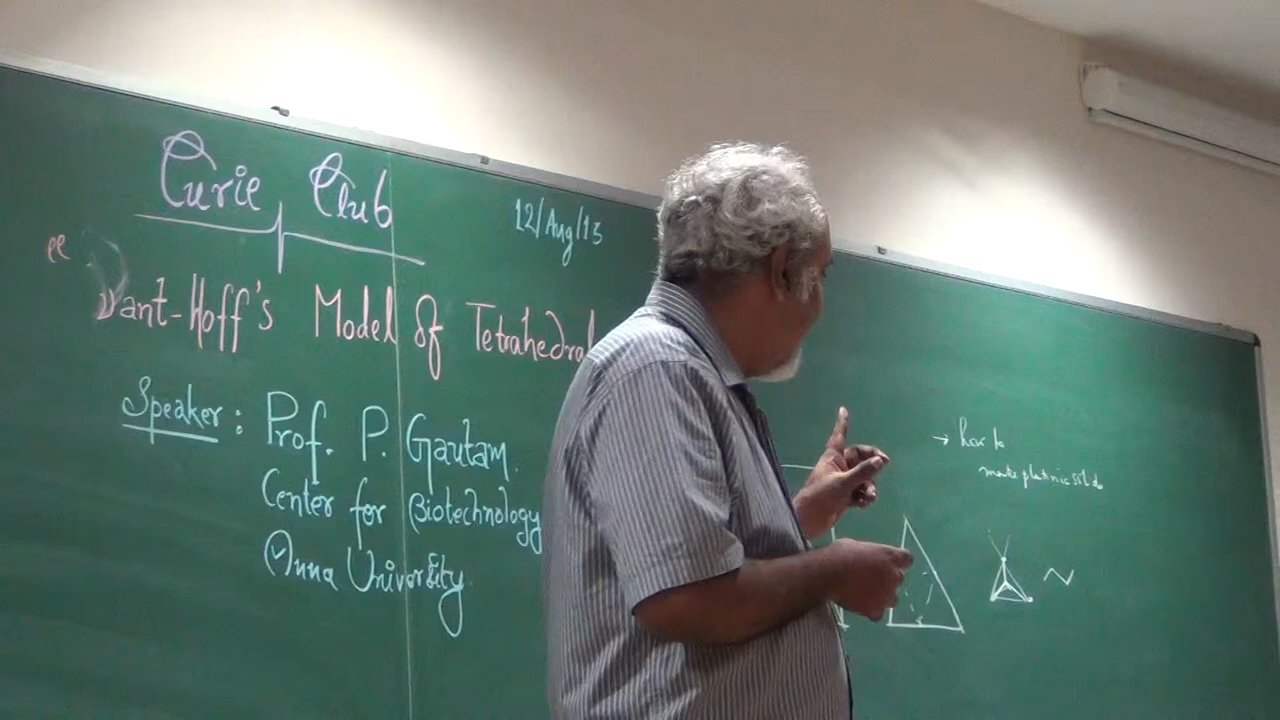 Curie Club
12/Aug/13
Vant-Hoff's Model of Tetrahedral
Speaker: Prof. P. Gautam
Center for Biotechnology
Anna University
→ how to
make platonic solids